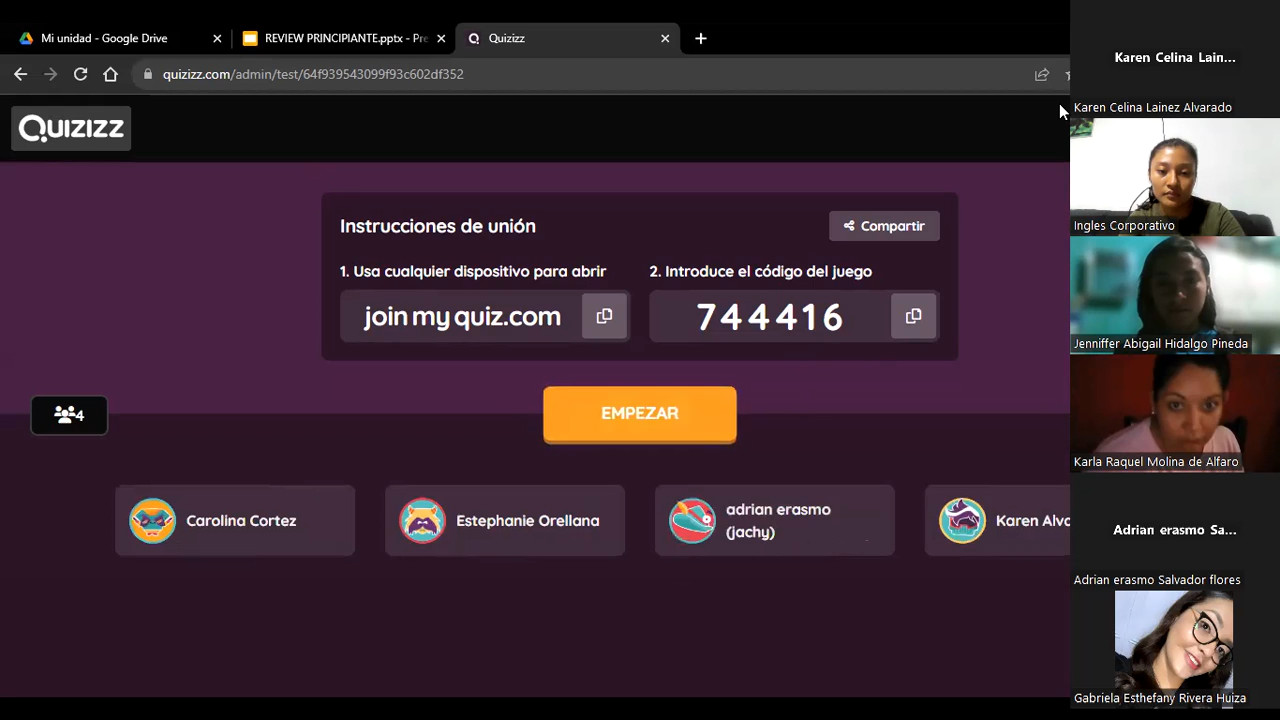 Mi unidad - Google Drive
REVIEW PRINCIPIANTE.pptx - Pre
Quizizz
quizizz.com/admin/test/64f939543099f93c602df352
QUIZIZZ
Instrucciones de unión
Compartir
1. Usa cualquier dispositivo para abrir
2. Introduce el código del juego
joinmyquiz.com
744416
4
EMPEZAR
Carolina Cortez
Estephanie Orellana
adrian erasmo
(jachy)
Karen Alvo
Karen Celina Lain...
Karen Celina Lainez Alvarado
Ingles Corporativo
Jenniffer Abigail Hidalgo Pineda
Karla Raquel Molina de Alfaro
Adrian erasmo Sa...
Adrian erasmo Salvador flores
Gabriela Esthefany Rivera Huiza